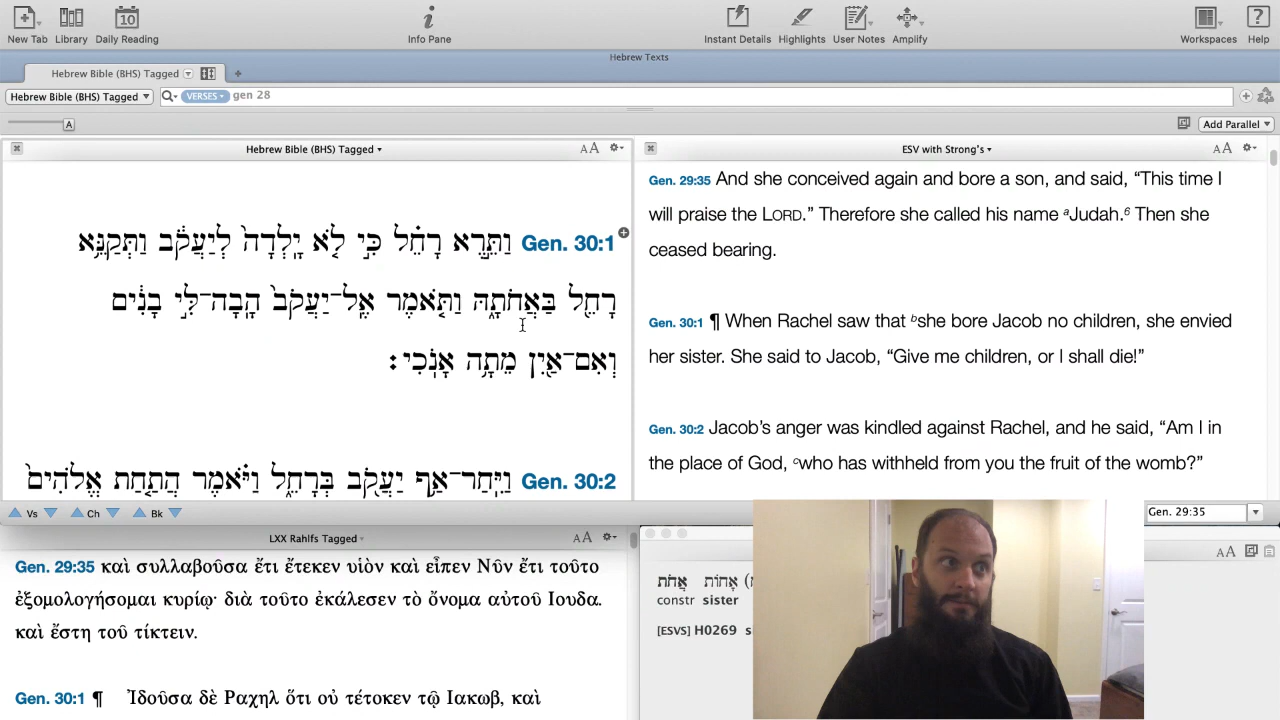 New Tab Library Daily Reading Info Pane Instant Details Highlights User Notes Amplify Workspaces Help
10
Hebrew Texts
Hebrew Bible (BHS) Tagged
Hebrew Bible (BHS) Tagged VERSES gen 28
A Add Parallel
Hebrew Bible (BHS) Tagged AA
Gen. 30:1 וַתֵּ֣רֶא רָחֵ֗ל כִּ֣י לֹ֤א יָֽלְדָה֙ לְיַעֲקֹ֔ב וַתְּקַנֵּ֥א
רָחֵ֖ל בַּאֲחֹתָ֑הּ וַתֹּ֤אמֶר אֶֽל־יַעֲקֹב֙ הָֽבָה־לִּ֣י בָנִ֔ים
וְאִם־אַ֖יִן מֵתָ֥ה אָנֹֽכִי׃
Gen. 30:2 וַיִּֽחַר־אַ֥ף יַעֲקֹ֖ב בְּרָחֵ֑ל וַיֹּ֗אמֶר הֲתַ֤חַת אֱלֹהִים֙
ESV with Strong's AA
Gen. 29:35 And she conceived again and bore a son, and said, “This time I
will praise the LORD.” Therefore she called his name ᵃJudah.⁶ Then she
ceased bearing.
Gen. 30:1 ¶ When Rachel saw that ᵇshe bore Jacob no children, she envied
her sister. She said to Jacob, “Give me children, or I shall die!”
Gen. 30:2 Jacob’s anger was kindled against Rachel, and he said, “Am I in
the place of God, ᶜwho has withheld from you the fruit of the womb?”
Vs Ch Bk
Gen. 29:35
LXX Rahlfs Tagged AA
Gen. 29:35 καὶ συλλαβοῦσα ἔτι ἔτεκεν υἱὸν καὶ εἶπεν Νῦν ἔτι τοῦτο
ἐξομολογήσομαι κυρίῳ· διὰ τοῦτο ἐκάλεσεν τὸ ὄνομα αὐτοῦ Ιουδα.
καὶ ἔστη τοῦ τίκτειν.
Gen. 30:1 ¶ Ἰδοῦσα δὲ Ραχηλ ὅτι οὐ τέτοκεν τῷ Ιακωβ, καὶ
AA
אֲחֹת אָחוֹת
constr sister
[ESVS] H0269 s